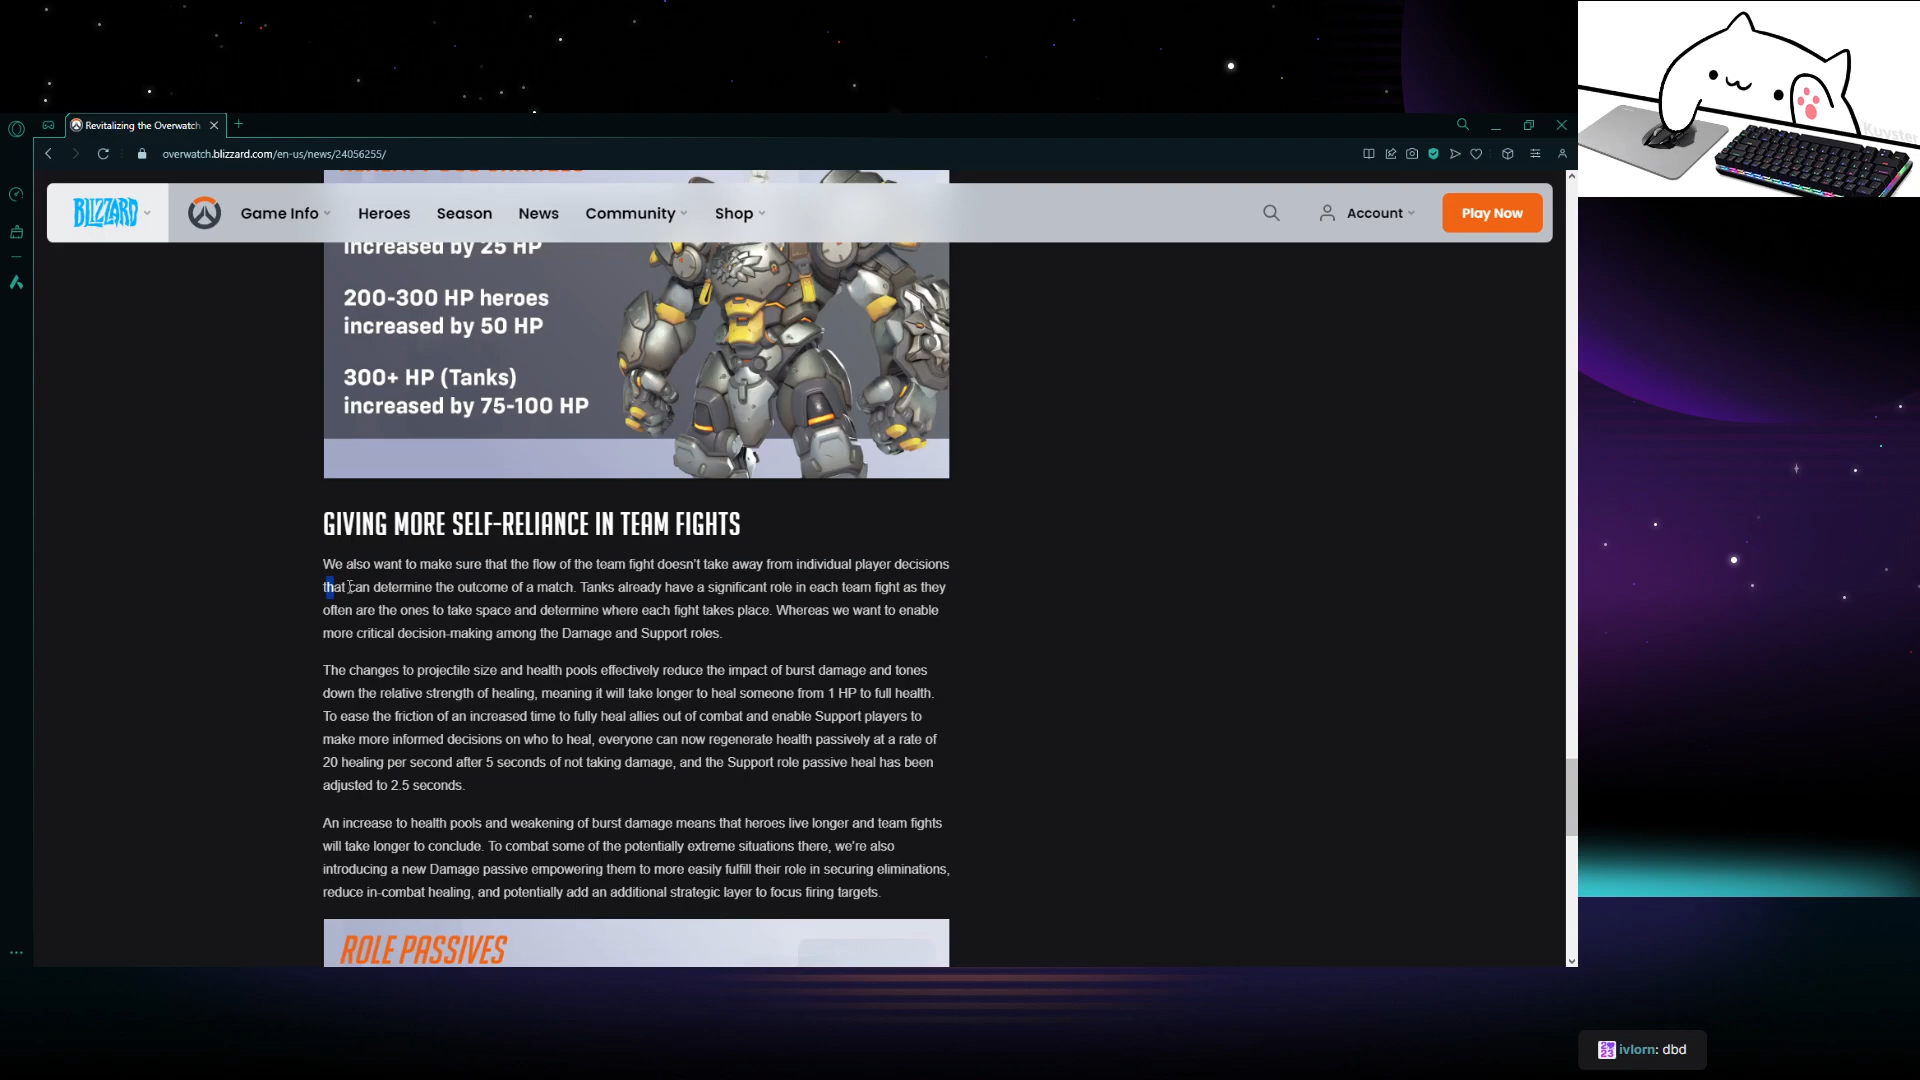 Revitalizing the Overwatch
overwatch.blizzard.com/en-us/news/24056255/
BLIZZARD
Game Info
Heroes
Season
News
Community
Shop
Account
Play Now
increased by 25 HP
200-300 HP heroes
increased by 50 HP
300+ HP (Tanks)
increased by 75-100 HP
GIVING MORE SELF-RELIANCE IN TEAM FIGHTS
We also want to make sure that the flow of the team fight doesn't take away from individual player decisions
that can determine the outcome of a match. Tanks already have a significant role in each team fight as they
often are the ones to take space and determine where each fight takes place. Whereas we want to enable
more critical decision-making among the Damage and Support roles.
The changes to projectile size and health pools effectively reduce the impact of burst damage and tones
down the relative strength of healing, meaning it will take longer to heal someone from 1 HP to full health.
To ease the friction of an increased time to fully heal allies out of combat and enable Support players to
make more informed decisions on who to heal, everyone can now regenerate health passively at a rate of
20 healing per second after 5 seconds of not taking damage, and the Support role passive heal has been
adjusted to 2.5 seconds.
An increase to health pools and weakening of burst damage means that heroes live longer and team fights
will take longer to conclude. To combat some of the potentially extreme situations there, we're also
introducing a new Damage passive empowering them to more easily fulfill their role in securing eliminations,
reduce in-combat healing, and potentially add an additional strategic layer to focus firing targets.
ROLE PASSIVES
Kuvster
ivlorn: dbd